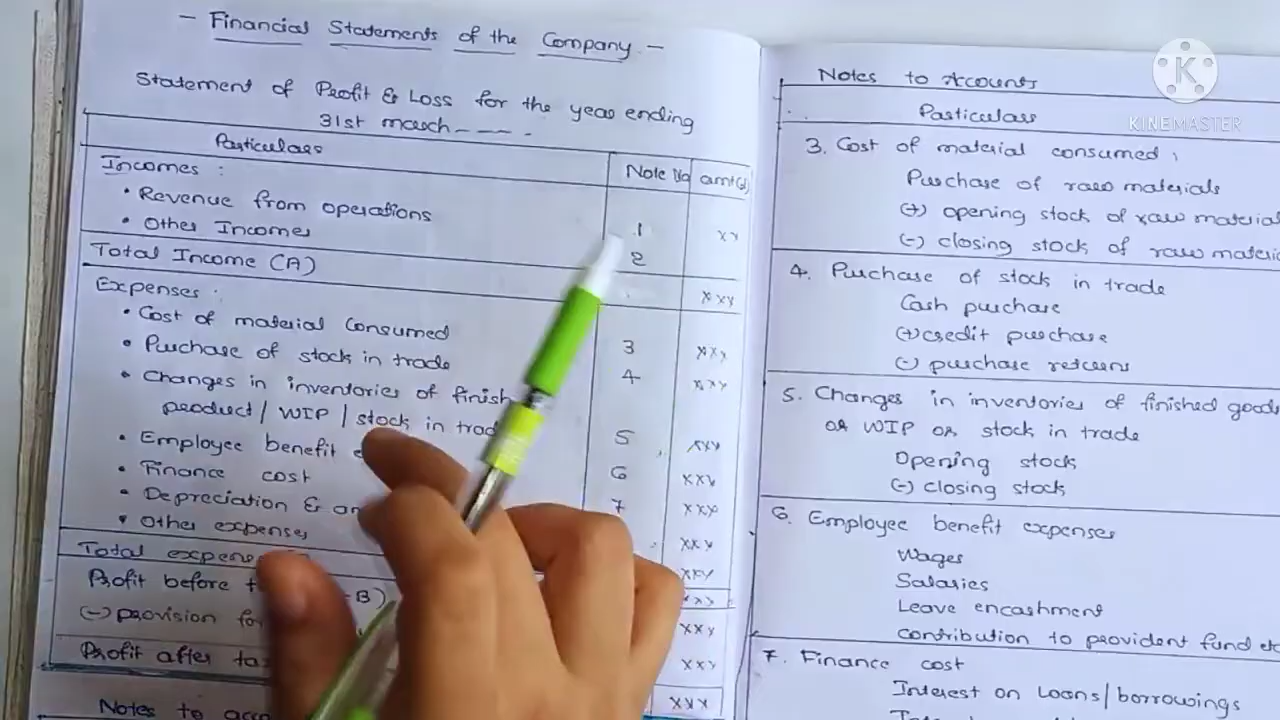 - Financial Statements of the Company -
Statement of Profit & Loss for the year ending
31st march - - - - .
Particulars
Note No
amt(₹)
Incomes :
• Revenue from operations
1
xx
• Other Incomes
2
Total Income (A)
xxx
Expenses :
• Cost of material Consumed
3
xxx
• Purchase of stock in trade
4
xxx
• Changes in inventories of finish
product / WIP / stock in trad
5
xxx
• Employee benefit
6
xxx
• Finance cost
7
xxx
• Depreciation &
xxx
• Other expenses
xxx
Total expens
xxx
Profit before
-B)
xxx
(-) provision for
xxx
Profit after tax
xxx
Notes to acco
Notes to Accounts
Particulars
3. Cost of material consumed :
Purchase of raw materials
(+) opening stock of raw material
(-) closing stock of raw materi
4. Purchase of stock in trade
Cash purchase
(+) credit purchase
(-) purchase returns
5. Changes in inventories of finished goods
or WIP or stock in trade
Opening stock
(-) closing stock
6. Employee benefit expenses
Wages
Salaries
Leave encashment
Contribution to provident fund etc
7. Finance cost
Interest on Loans/borrowings
K
KINEMASTER